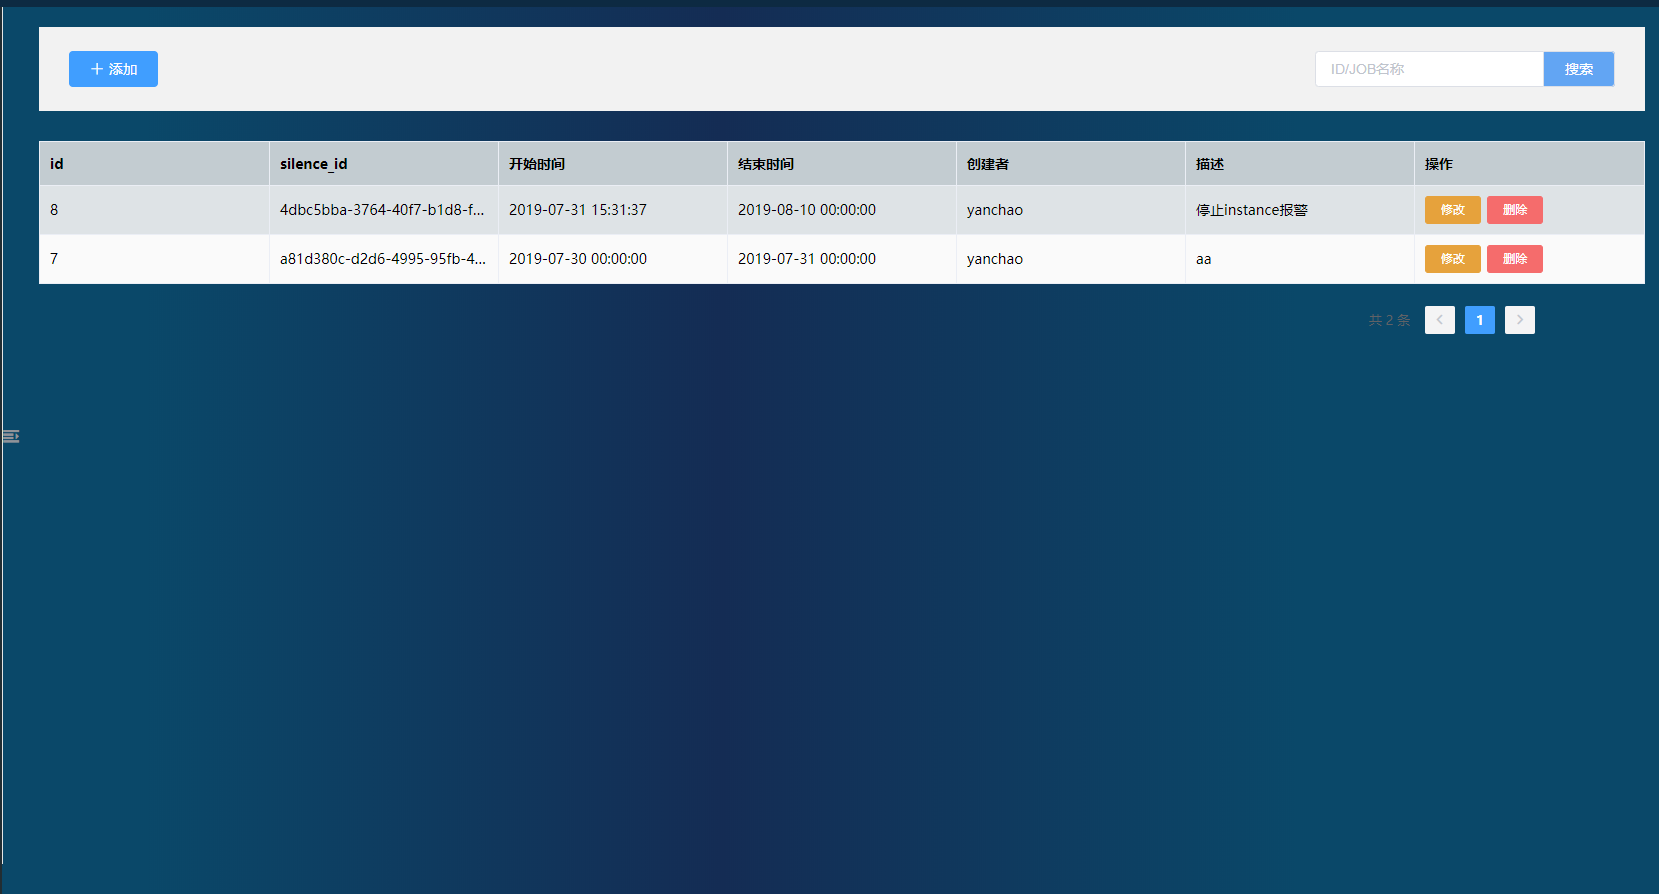 添加
ID/JOB名称 搜索
id silence_id 开始时间 结束时间 创建者 描述 操作
8 4dbc5bba-3764-40f7-b1d8-f... 2019-07-31 15:31:37 2019-08-10 00:00:00 yanchao 停止instance报警 修改 删除
7 a81d380c-d2d6-4995-95fb-4... 2019-07-30 00:00:00 2019-07-31 00:00:00 yanchao aa 修改 删除
共 2 条 1